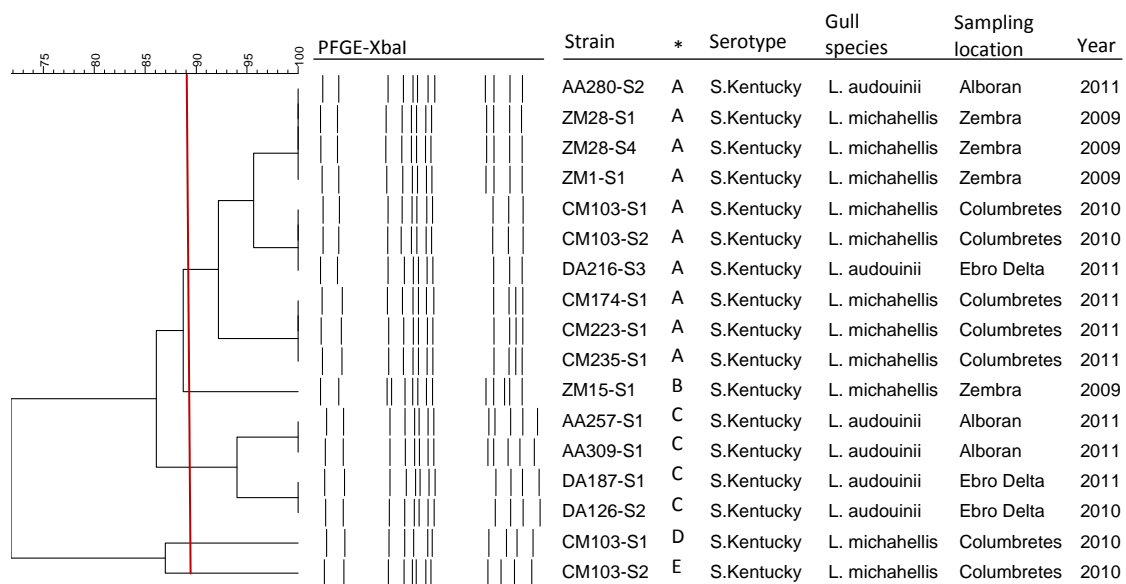 75
80
85
90
100
PFGE-XbaI
Strain * Serotype Gull species Sampling location Year
AA280-S2 A S.Kentucky L. audouinii Alboran 2011
ZM28-S1 A S.Kentucky L. michahellis Zembra 2009
ZM28-S4 A S.Kentucky L. michahellis Zembra 2009
ZM1-S1 A S.Kentucky L. michahellis Zembra 2009
CM103-S1 A S.Kentucky L. michahellis Columbretes 2010
CM103-S2 A S.Kentucky L. michahellis Columbretes 2010
DA216-S3 A S.Kentucky L. audouinii Ebro Delta 2011
CM174-S1 A S.Kentucky L. michahellis Columbretes 2011
CM223-S1 A S.Kentucky L. michahellis Columbretes 2011
CM235-S1 A S.Kentucky L. michahellis Columbretes 2011
ZM15-S1 B S.Kentucky L. michahellis Zembra 2009
AA257-S1 C S.Kentucky L. audouinii Alboran 2011
AA309-S1 C S.Kentucky L. audouinii Alboran 2011
DA187-S1 C S.Kentucky L. audouinii Ebro Delta 2011
DA126-S2 C S.Kentucky L. audouinii Ebro Delta 2010
CM103-S1 D S.Kentucky L. michahellis Columbretes 2010
CM103-S2 E S.Kentucky L. michahellis Columbretes 2010